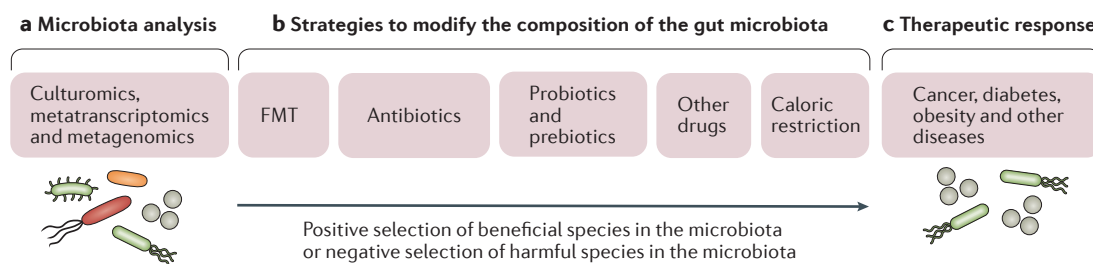 a Microbiota analysis
b Strategies to modify the composition of the gut microbiota
c Therapeutic response
Culturomics,
metatranscriptomics
and metagenomics
FMT
Antibiotics
Probiotics
and
prebiotics
Other
drugs
Caloric
restriction
Cancer, diabetes,
obesity and other
diseases
Positive selection of beneficial species in the microbiota
or negative selection of harmful species in the microbiota